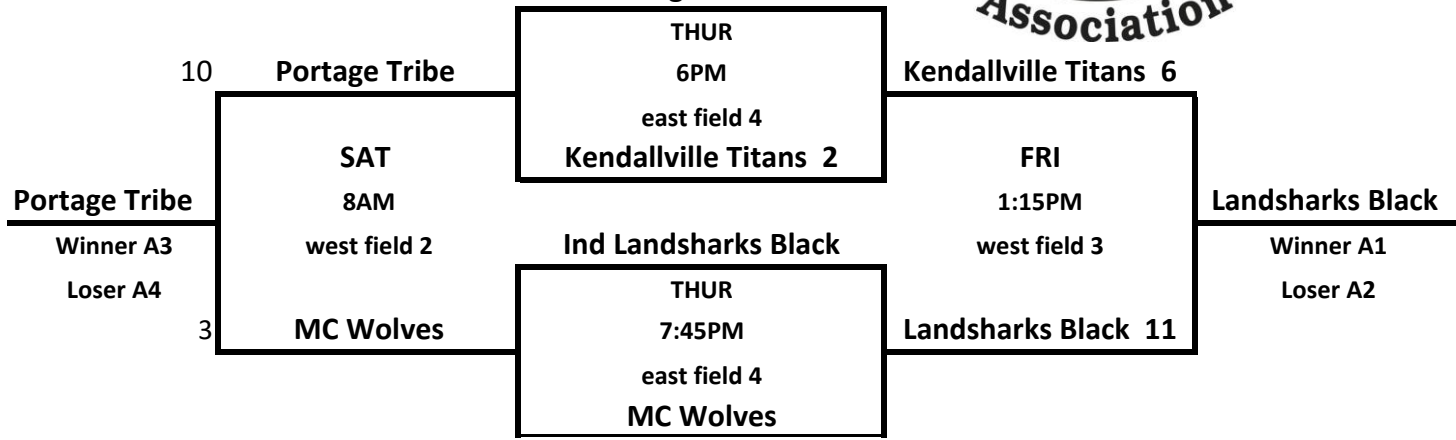 Association
THUR
10 Portage Tribe 6PM Kendallville Titans 6
east field 4
SAT Kendallville Titans 2 FRI
Portage Tribe 8AM 1:15PM Landsharks Black
Winner A3 west field 2 Ind Landsharks Black west field 3 Winner A1
Loser A4 THUR Loser A2
3 MC Wolves 7:45PM Landsharks Black 11
east field 4
MC Wolves